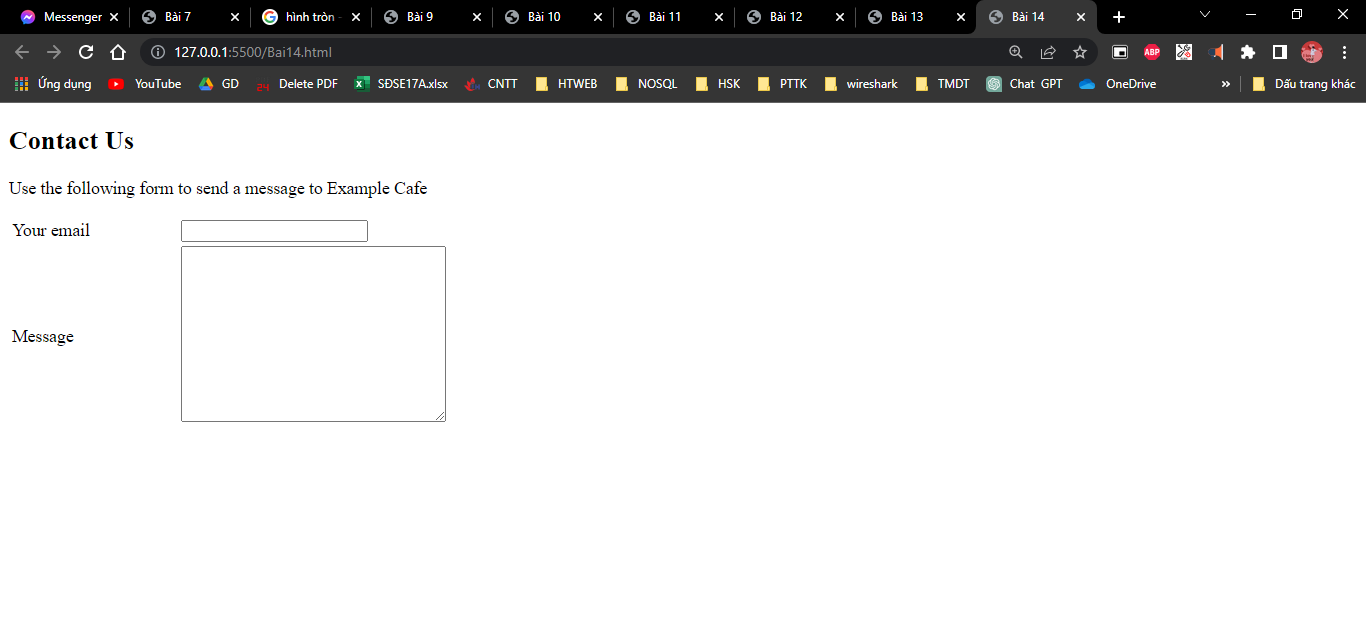 Messenger Bài 7 hình tròn - Bài 9 Bài 10 Bài 11 Bài 12 Bài 13 Bài 14
127.0.0.1:5500/Bai14.html ABP
Ứng dụng YouTube GD 24 Delete PDF SĐSE17A.xlsx CNTT HTWEB NOSQL HSK PTTK wireshark TMDT Chat GPT OneDrive » Dấu trang khác
Contact Us
Use the following form to send a message to Example Cafe
Your email
Message